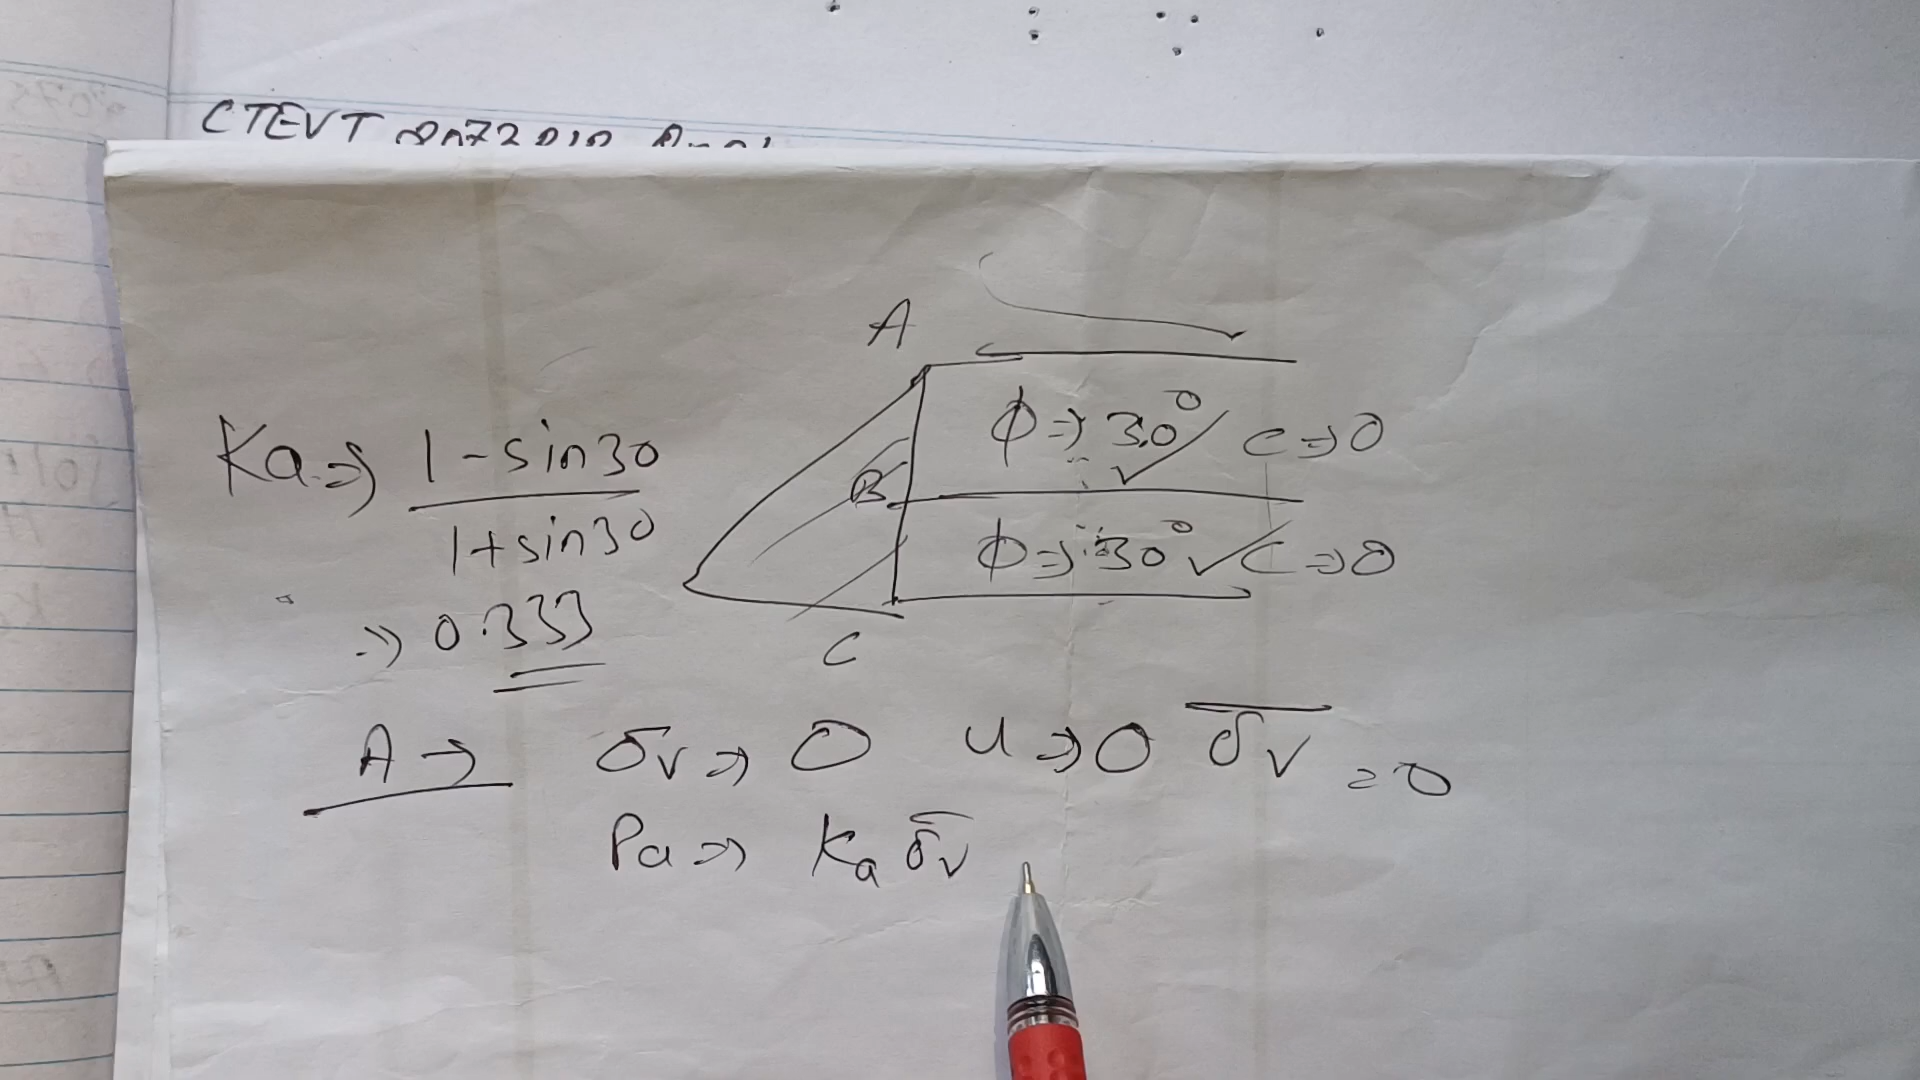 CTEVT
A
Ka ⇒ 1 - sin30
1 + sin30
⇒ 0.333
ϕ ⇒ 30° ✓ c ⇒ 0
B
ϕ ⇒ 30° ✓ C ⇒ 0
C
A → σv ⇒ 0 u ⇒ 0 σ̅v = 0
Pa ⇒ Ka σ̅v